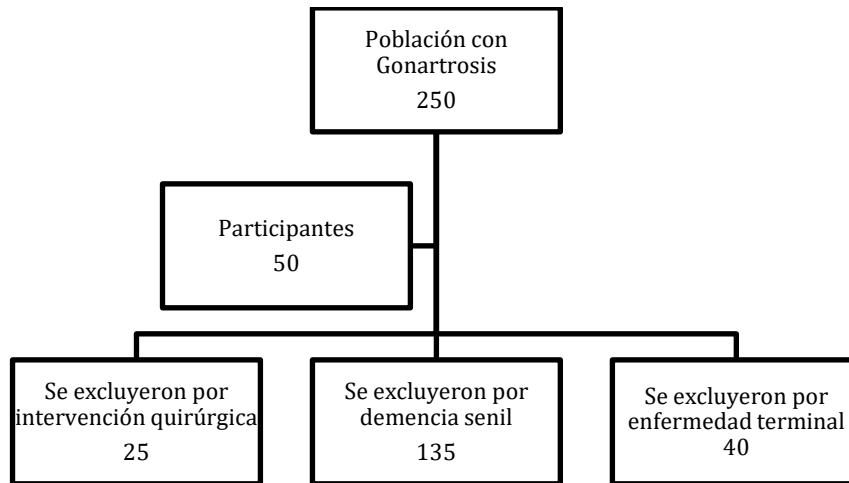 Población con
Gonartrosis
250
Participantes
50
Se excluyeron por
intervención quirúrgica
25
Se excluyeron por
demencia senil
135
Se excluyeron por
enfermedad terminal
40